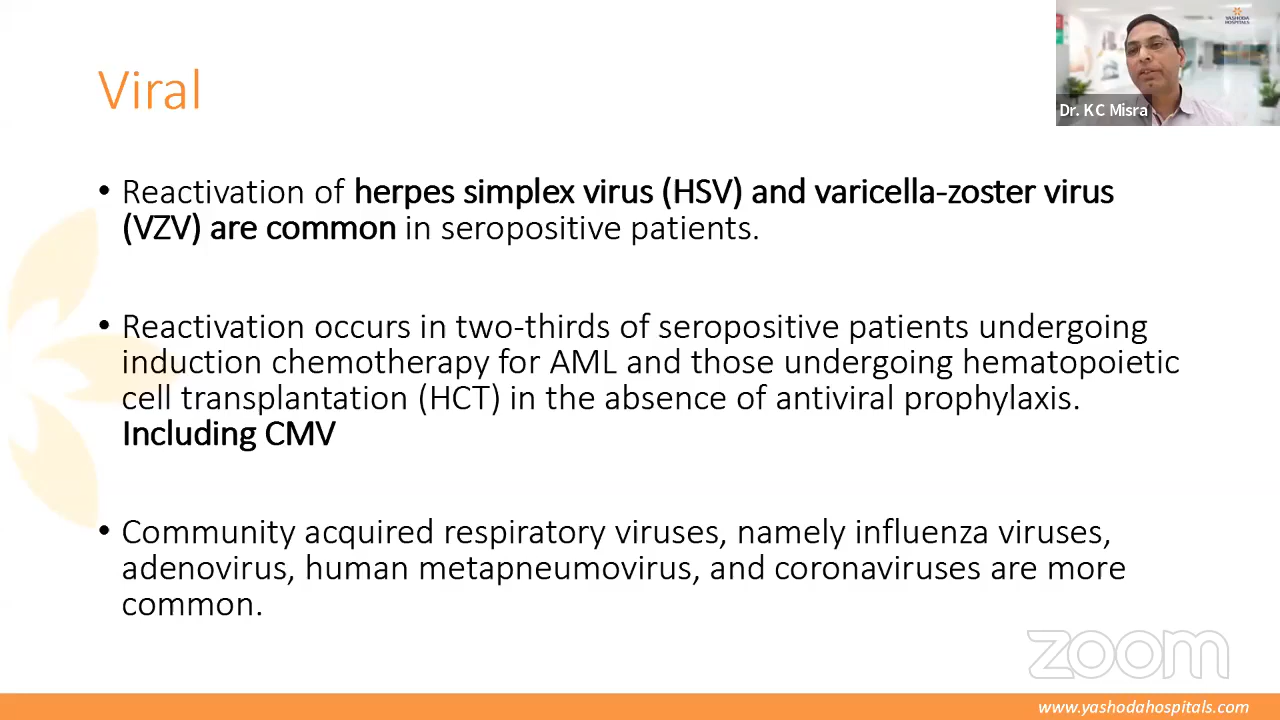 YASHODA
HOSPITALS
Dr. K C Misra
Viral
• Reactivation of herpes simplex virus (HSV) and varicella-zoster virus
(VZV) are common in seropositive patients.
• Reactivation occurs in two-thirds of seropositive patients undergoing
induction chemotherapy for AML and those undergoing hematopoietic
cell transplantation (HCT) in the absence of antiviral prophylaxis.
Including CMV
• Community acquired respiratory viruses, namely influenza viruses,
adenovirus, human metapneumovirus, and coronaviruses are more
common.
zoom
www.yashodahospitals.com